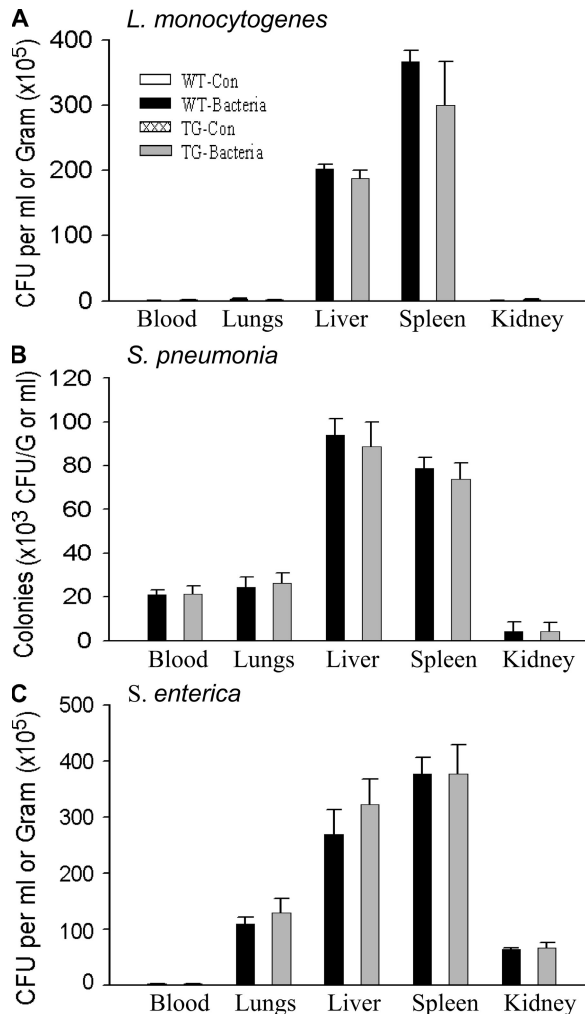 A L. monocytogenes
CFU per ml or Gram (x10⁵)
400
300
200
100
0
WT-Con
WT-Bacteria
TG-Con
TG-Bacteria
Blood Lungs Liver Spleen Kidney
B S. pneumonia
Colonies (x10³ CFU/G or ml)
120
100
80
60
40
20
0
Blood Lungs Liver Spleen Kidney
C S. enterica
CFU per ml or Gram (x10⁵)
500
400
300
200
100
0
Blood Lungs Liver Spleen Kidney